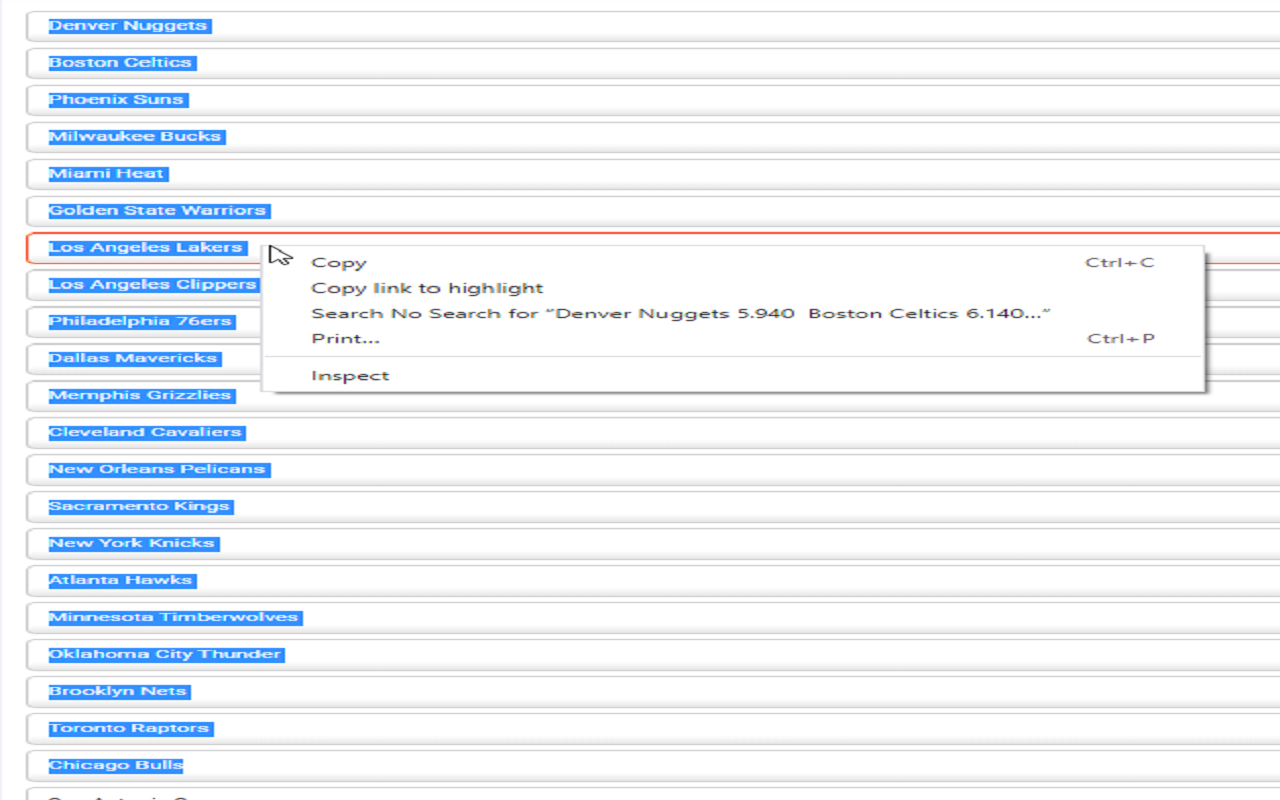 Denver Nuggets
Boston Celtics
Phoenix Suns
Milwaukee Bucks
Miami Heat
Golden State Warriors
Los Angeles Lakers
Copy Ctrl+C
Los Angeles Clippers
Copy link to highlight
Search No Search for “Denver Nuggets 5.940 Boston Celtics 6.140...”
Philadelphia 76ers
Print... Ctrl+P
Dallas Mavericks
Inspect
Memphis Grizzlies
Cleveland Cavaliers
New Orleans Pelicans
Sacramento Kings
New York Knicks
Atlanta Hawks
Minnesota Timberwolves
Oklahoma City Thunder
Brooklyn Nets
Toronto Raptors
Chicago Bulls